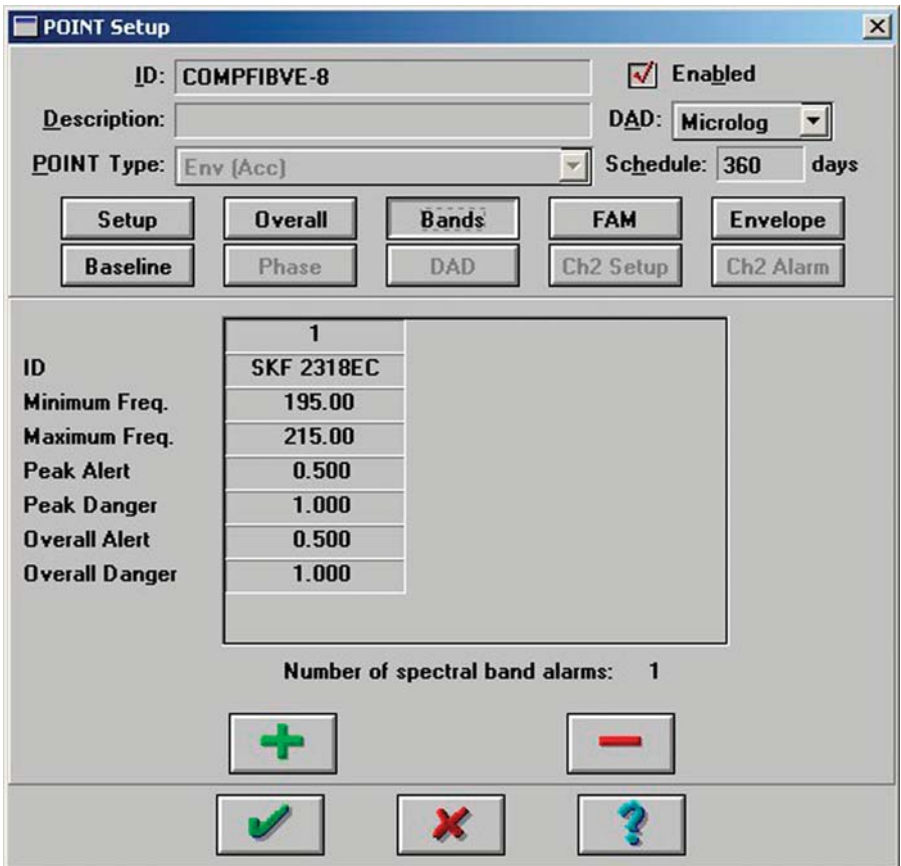 POINT Setup
ID: COMPFIBVE-8 Enabled
Description: DAD: Microlog
POINT Type: Env (Acc) Schedule: 360 days
Setup Overall Bands FAM Envelope
Baseline Phase DAD Ch2 Setup Ch2 Alarm
1
ID SKF 2318EC
Minimum Freq. 195.00
Maximum Freq. 215.00
Peak Alert 0.500
Peak Danger 1.000
Overall Alert 0.500
Overall Danger 1.000
Number of spectral band alarms: 1